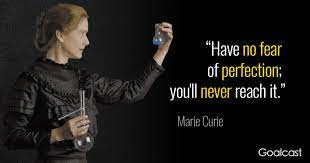 “Have no fear
of perfection;
you'll never reach it.”
Marie Curie
Goalcast